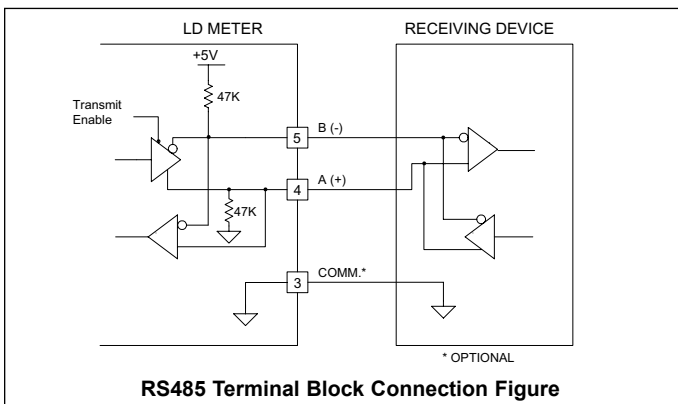 LD METER
RECEIVING DEVICE
+5V
47K
Transmit
Enable
5
B (-)
4
A (+)
47K
3
COMM.*
* OPTIONAL
RS485 Terminal Block Connection Figure